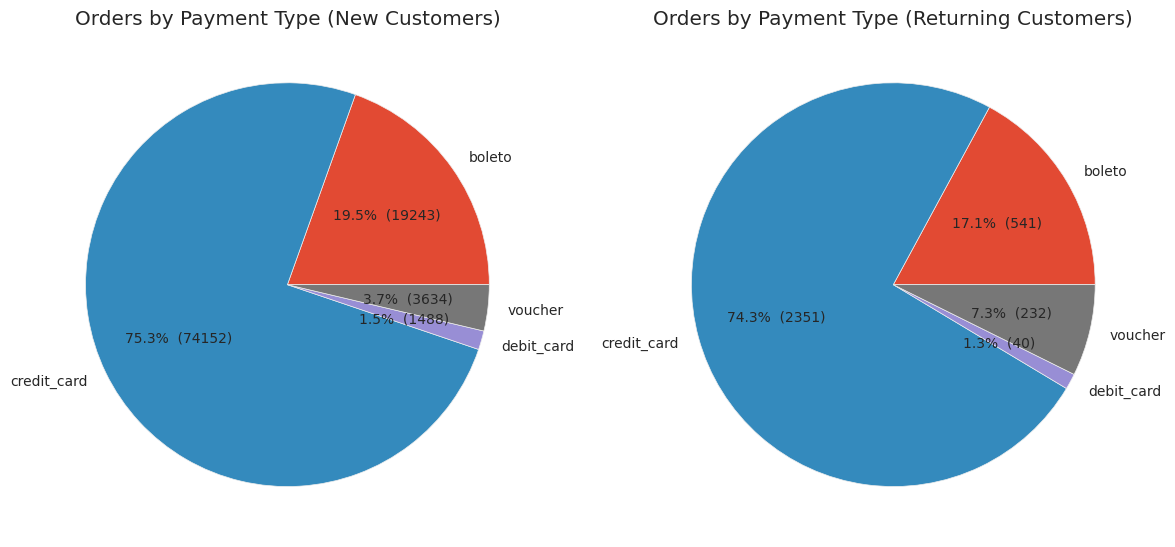 Orders by Payment Type (New Customers)
boleto
19.5%  (19243)
3.7%  (3634)
voucher
1.5%  (1488)
debit_card
75.3%  (74152)
credit_card
Orders by Payment Type (Returning Customers)
boleto
17.1%  (541)
7.3%  (232)
voucher
74.3%  (2351)
credit_card
1.3%  (40)
debit_card